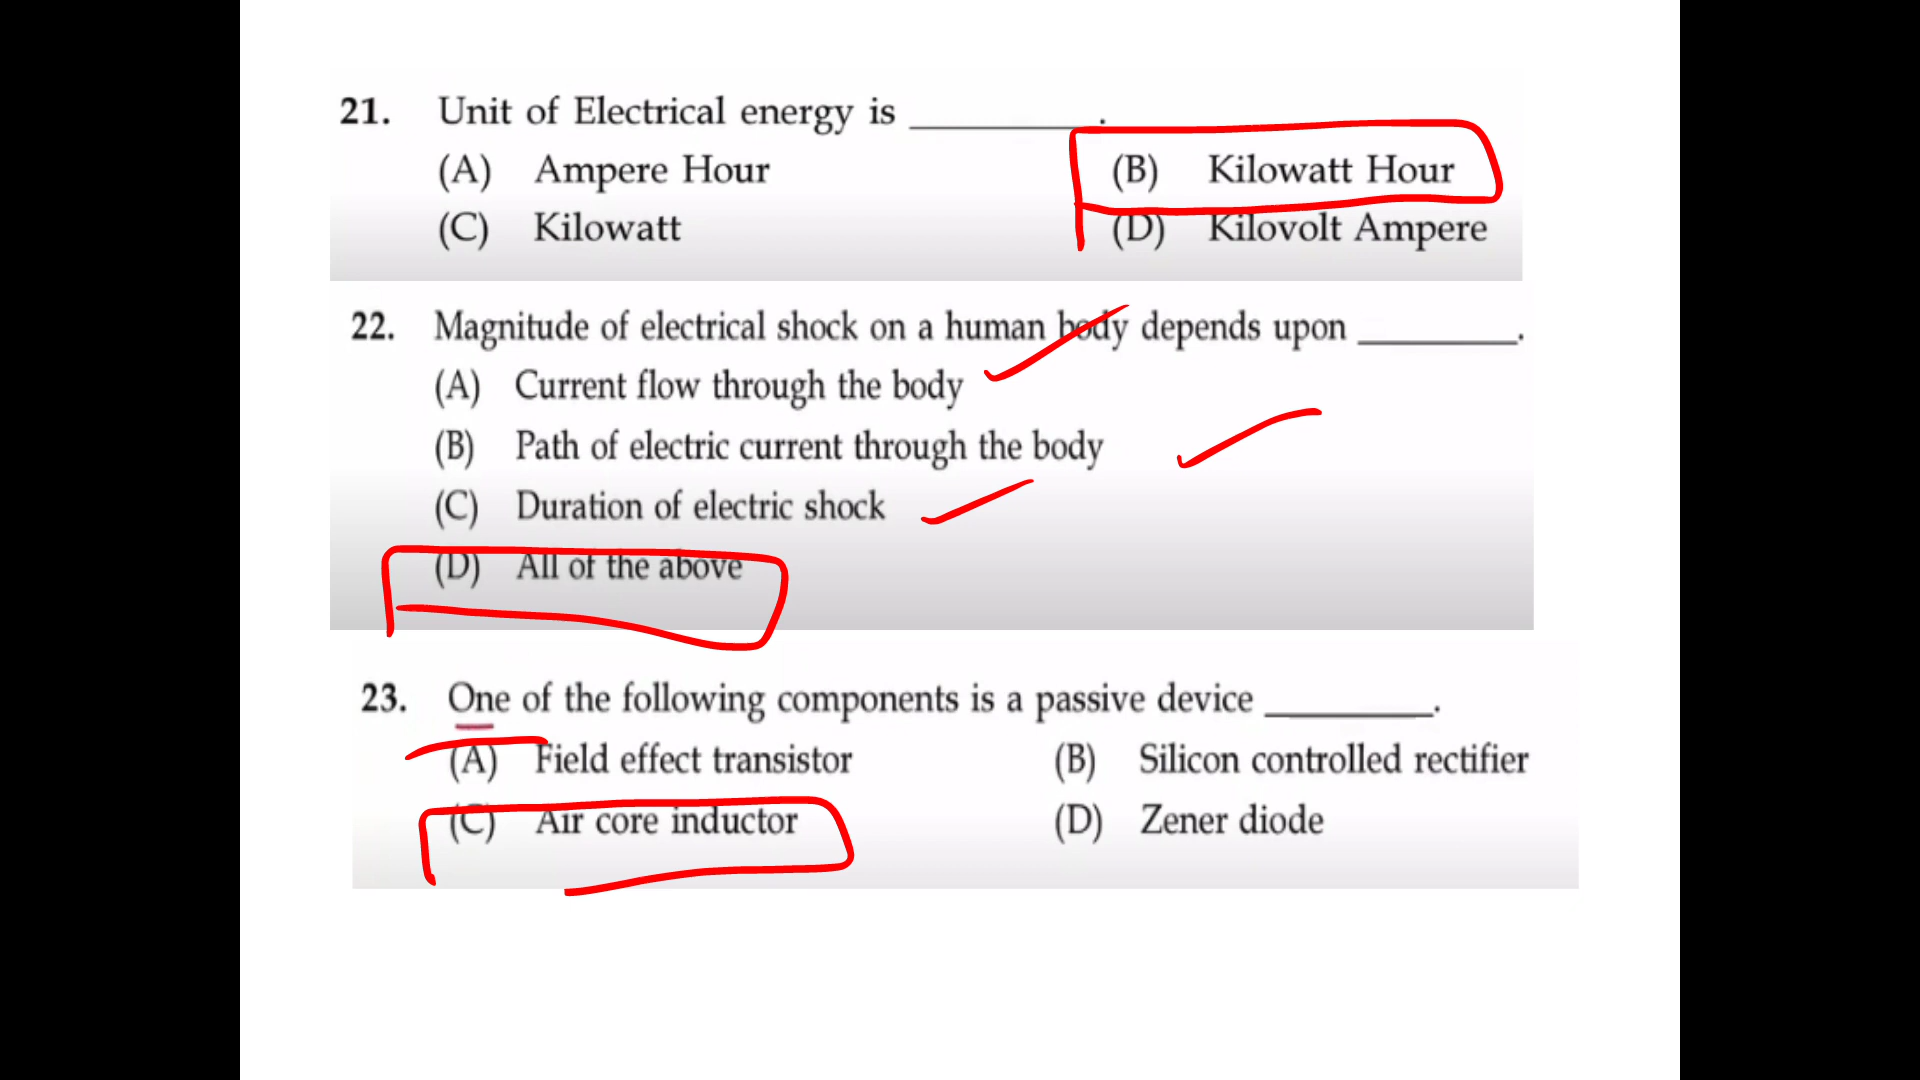 21. Unit of Electrical energy is __________.
(A) Ampere Hour (B) Kilowatt Hour
(C) Kilowatt (D) Kilovolt Ampere
22. Magnitude of electrical shock on a human body depends upon ________.
(A) Current flow through the body
(B) Path of electric current through the body
(C) Duration of electric shock
(D) All of the above
23. One of the following components is a passive device ________.
(A) Field effect transistor (B) Silicon controlled rectifier
(C) Air core inductor (D) Zener diode